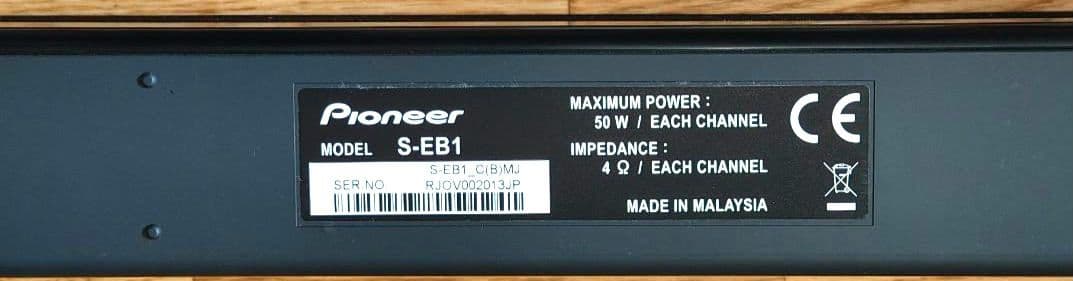 Pioneer
MODEL S-EB1
S-EB1_C(B)MJ
SER.NO RJOV002013JP
MAXIMUM POWER :
50 W / EACH CHANNEL
IMPEDANCE :
4 Ω / EACH CHANNEL
MADE IN MALAYSIA
CE